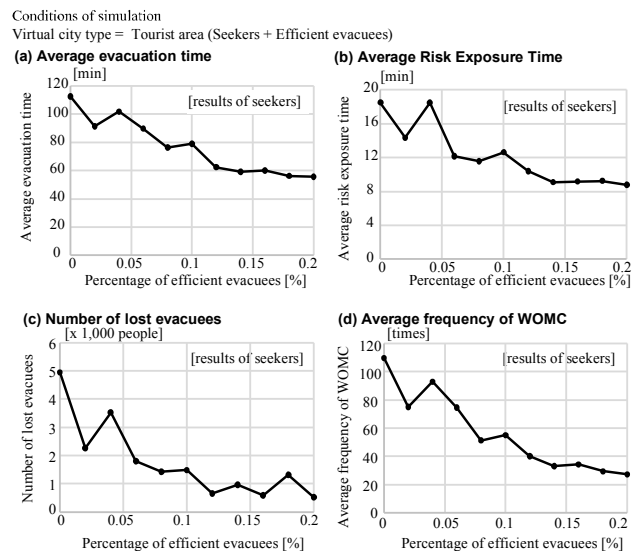 Conditions of simulation
Virtual city type = Tourist area (Seekers + Efficient evacuees)
(a) Average evacuation time
[min]
[results of seekers]
Average evacuation time
120
100
80
60
40
20
0
0 0.05 0.1 0.15 0.2
Percentage of efficient evacuees [%]
(b) Average Risk Exposure Time
[min]
[results of seekers]
Average risk exposure time
20
16
12
8
4
0
0 0.05 0.1 0.15 0.2
Percentage of efficient evacuees [%]
(c) Number of lost evacuees
[x 1,000 people]
[results of seekers]
Number of lost evacuees
6
5
4
3
2
1
0
0 0.05 0.1 0.15 0.2
Percentage of efficient evacuees [%]
(d) Average frequency of WOMC
[times]
[results of seekers]
Average frequency of WOMC
120
100
80
60
40
20
0
0 0.05 0.1 0.15 0.2
Percentage of efficient evacuees [%]